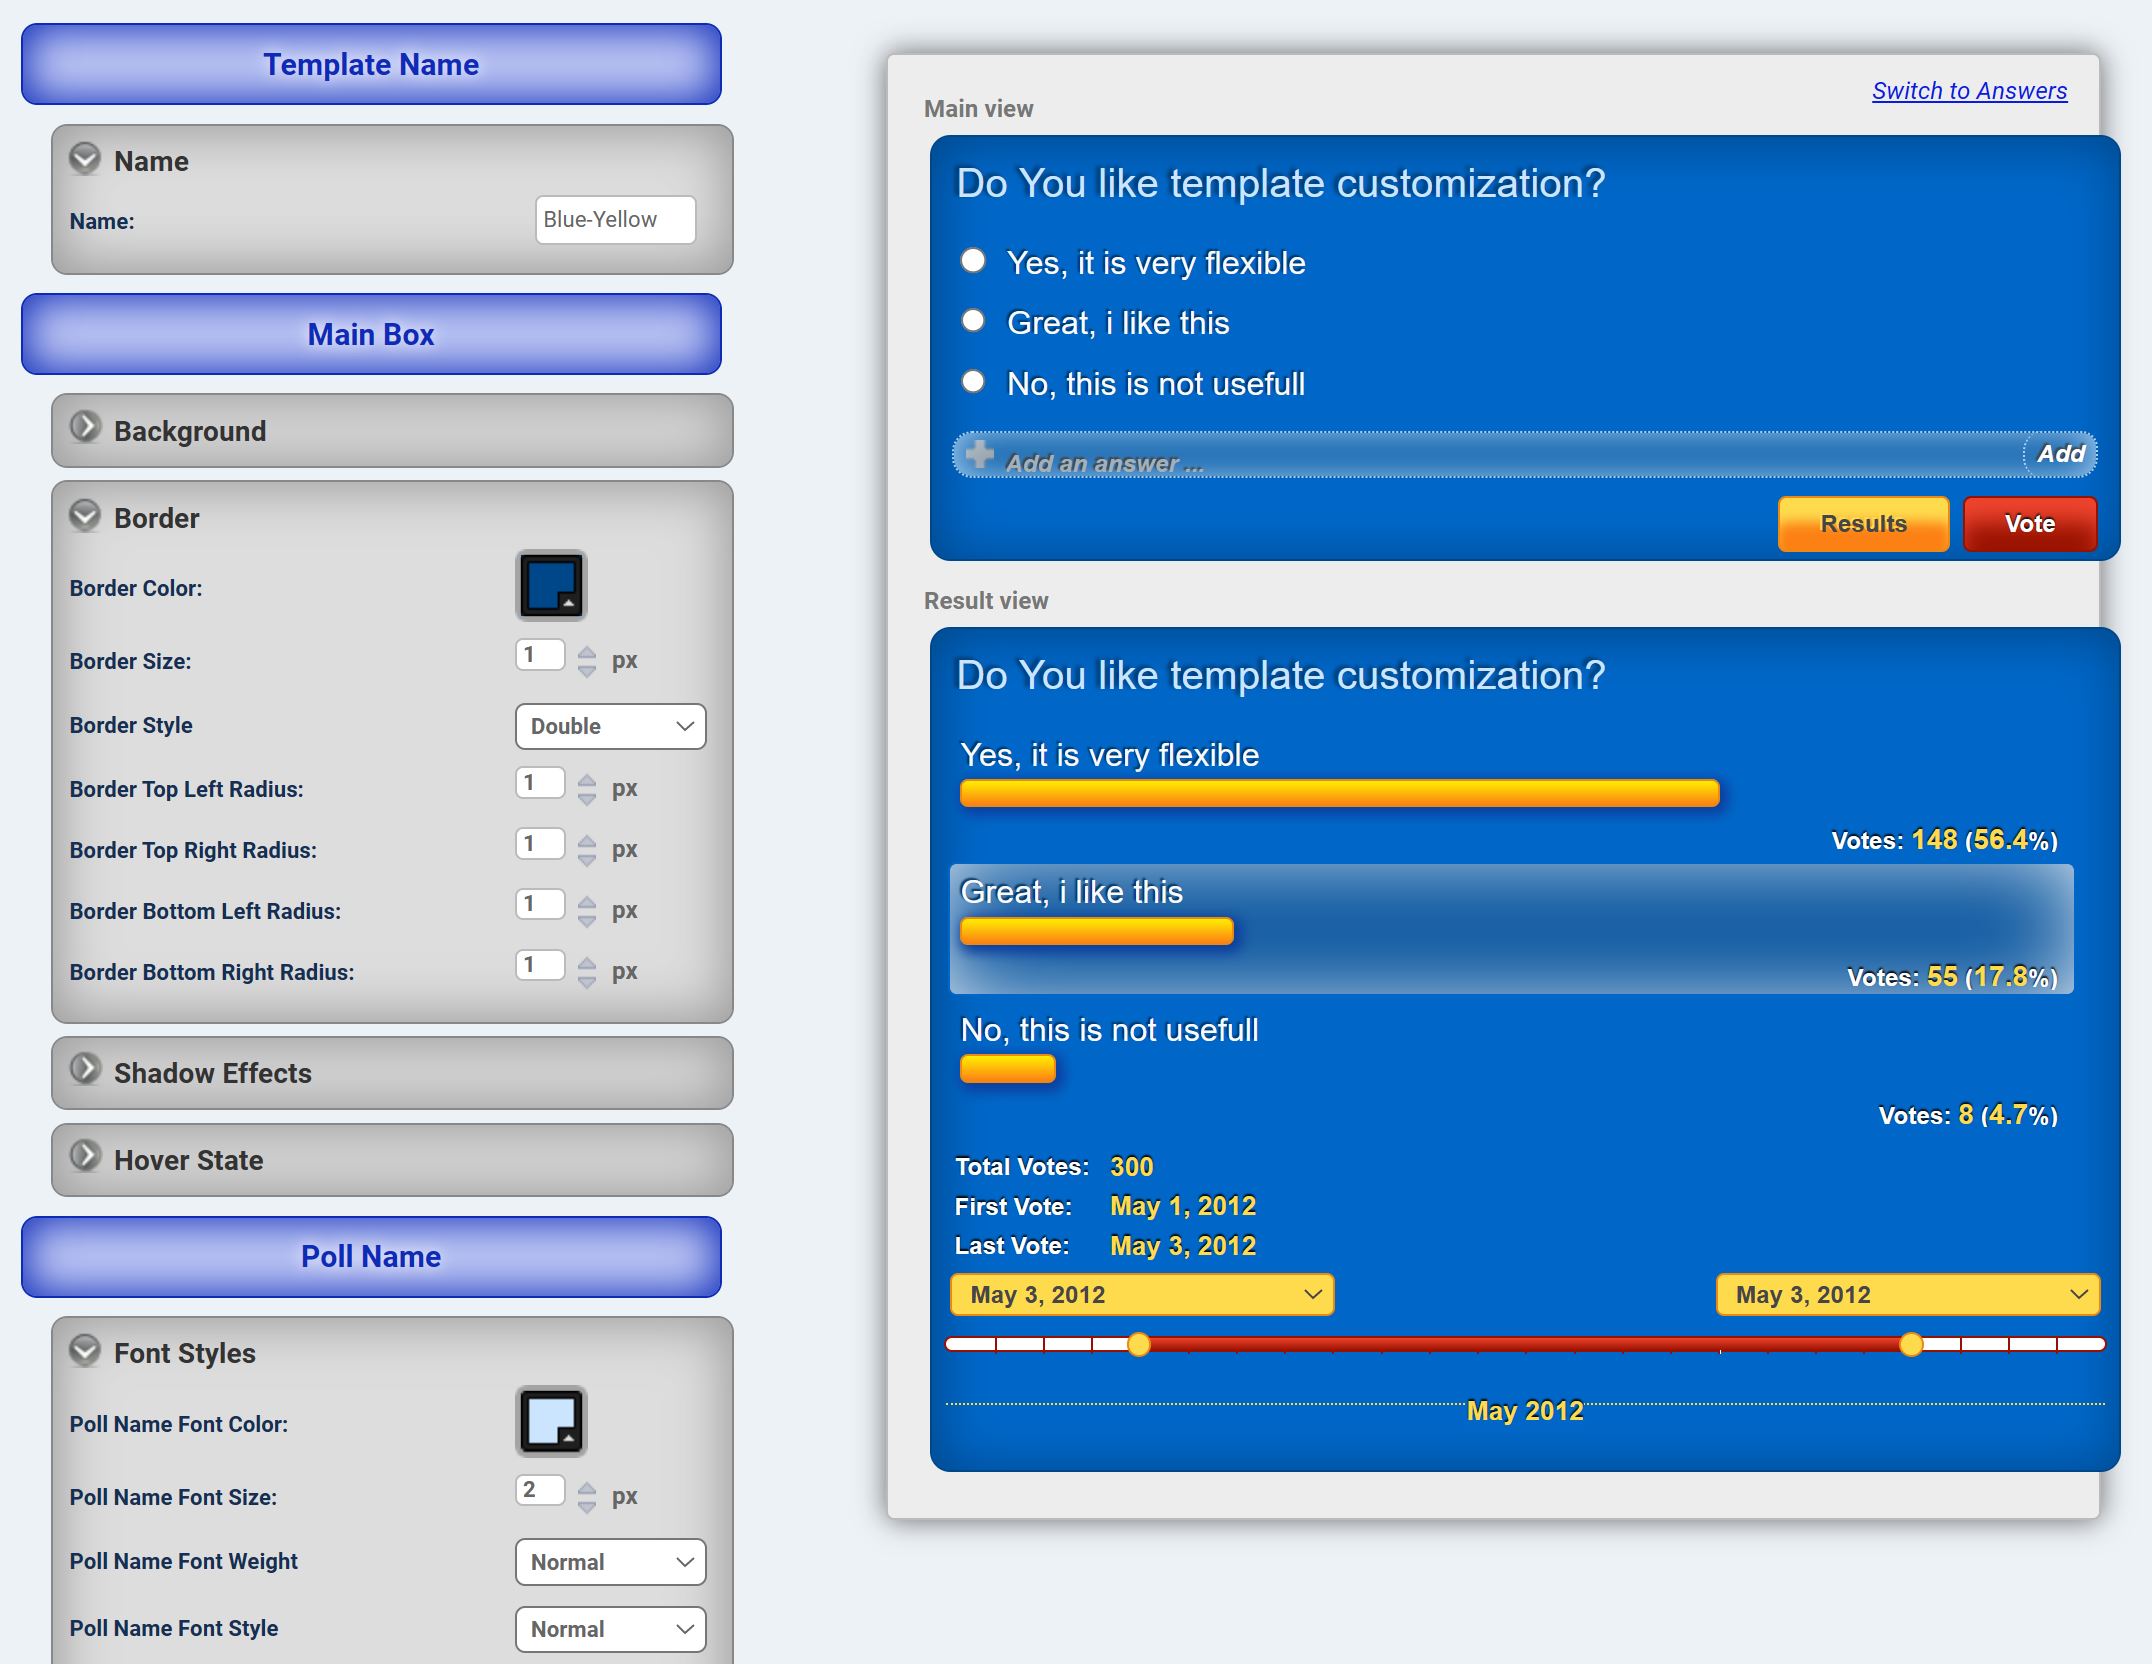 Template Name
Name
Name:
Blue-Yellow
Main Box
Background
Border
Border Color:
Border Size:
1
px
Border Style
Double
Border Top Left Radius:
1
px
Border Top Right Radius:
1
px
Border Bottom Left Radius:
1
px
Border Bottom Right Radius:
1
px
Shadow Effects
Hover State
Poll Name
Font Styles
Poll Name Font Color:
Poll Name Font Size:
2
px
Poll Name Font Weight
Normal
Poll Name Font Style
Normal
Switch to Answers
Main view
Do You like template customization?
Yes, it is very flexible
Great, i like this
No, this is not usefull
Add an answer ...
Add
Results
Vote
Result view
Do You like template customization?
Yes, it is very flexible
Votes: 148 (56.4%)
Great, i like this
Votes: 55 (17.8%)
No, this is not usefull
Votes: 8 (4.7%)
Total Votes: 300
First Vote: May 1, 2012
Last Vote: May 3, 2012
May 3, 2012
May 3, 2012
May 2012